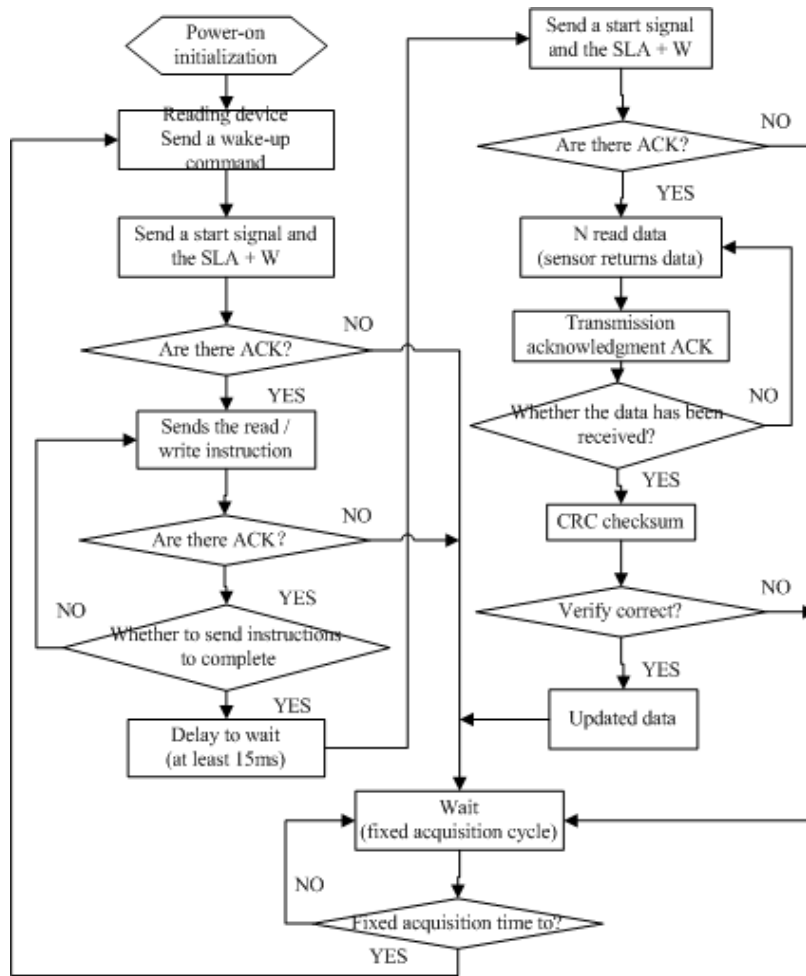 Power-on
initialization
Reading device
Send a wake-up
command
Send a start signal and
the SLA + W
Are there ACK?
NO
YES
Sends the read /
write instruction
Are there ACK?
NO
YES
Whether to send instructions
to complete
NO
YES
Delay to wait
(at least 15ms)
Send a start signal
and the SLA + W
Are there ACK?
NO
YES
N read data
(sensor returns data)
Transmission
acknowledgment ACK
Whether the data has been
received?
NO
YES
CRC checksum
Verify correct?
NO
YES
Updated data
Wait
(fixed acquisition cycle)
NO
Fixed acquisition time to?
YES